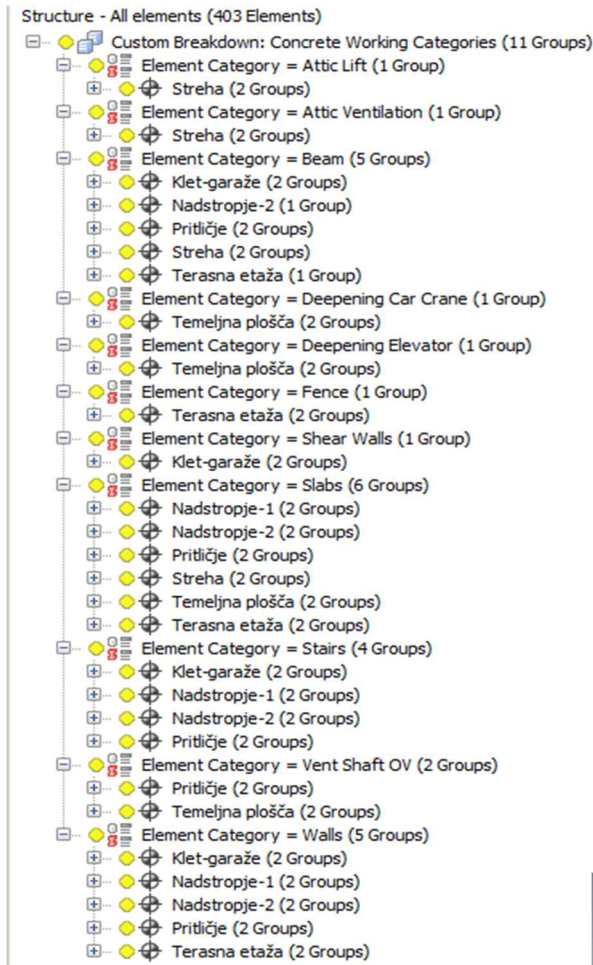 Structure - All elements (403 Elements)
Custom Breakdown: Concrete Working Categories (11 Groups)
Element Category = Attic Lift (1 Group)
Streha (2 Groups)
Element Category = Attic Ventilation (1 Group)
Streha (2 Groups)
Element Category = Beam (5 Groups)
Klet-garaže (2 Groups)
Nadstropje-2 (1 Group)
Pritličje (2 Groups)
Streha (2 Groups)
Terasna etaža (1 Group)
Element Category = Deepening Car Crane (1 Group)
Temeljna plošča (2 Groups)
Element Category = Deepening Elevator (1 Group)
Temeljna plošča (2 Groups)
Element Category = Fence (1 Group)
Terasna etaža (2 Groups)
Element Category = Shear Walls (1 Group)
Klet-garaže (2 Groups)
Element Category = Slabs (6 Groups)
Nadstropje-1 (2 Groups)
Nadstropje-2 (2 Groups)
Pritličje (2 Groups)
Streha (2 Groups)
Temeljna plošča (2 Groups)
Terasna etaža (2 Groups)
Element Category = Stairs (4 Groups)
Klet-garaže (2 Groups)
Nadstropje-1 (2 Groups)
Nadstropje-2 (2 Groups)
Pritličje (2 Groups)
Element Category = Vent Shaft OV (2 Groups)
Pritličje (2 Groups)
Temeljna plošča (2 Groups)
Element Category = Walls (5 Groups)
Klet-garaže (2 Groups)
Nadstropje-1 (2 Groups)
Nadstropje-2 (2 Groups)
Pritličje (2 Groups)
Terasna etaža (2 Groups)